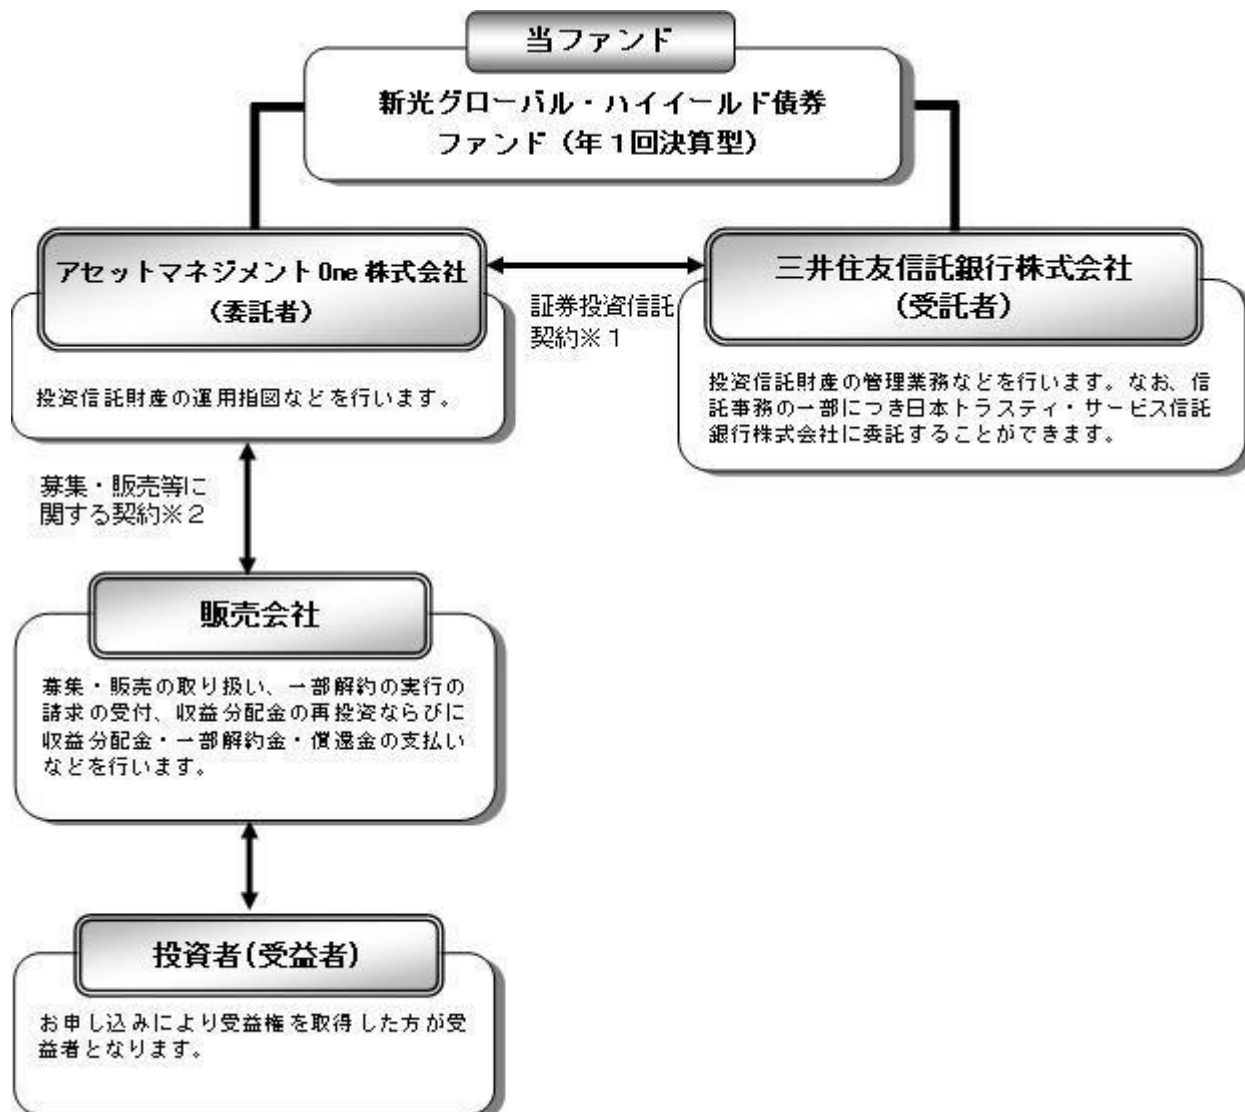 当ファンド
新光グローバル・ハイイールド債券
ファンド（年１回決算型）
アセットマネジメントOne株式会社
（委託者）
投資信託財産の運用指図などを行います。
証券投資信託
契約※１
三井住友信託銀行株式会社
(受託者)
投資信託財産の管理業務などを行います。なお、信
託事務の一部につき日本トラスティ・サービス信託
銀行株式会社に委託することができます。
募集・販売等に
関する契約※２
販売会社
募集・販売の取り扱い、一部解約の実行の
請求の受付、収益分配金の再投資ならびに
収益分配金・一部解約金・償還金の支払い
などを行います。
投資者(受益者)
お申し込みにより受益権を取得した方が受
益者となります。